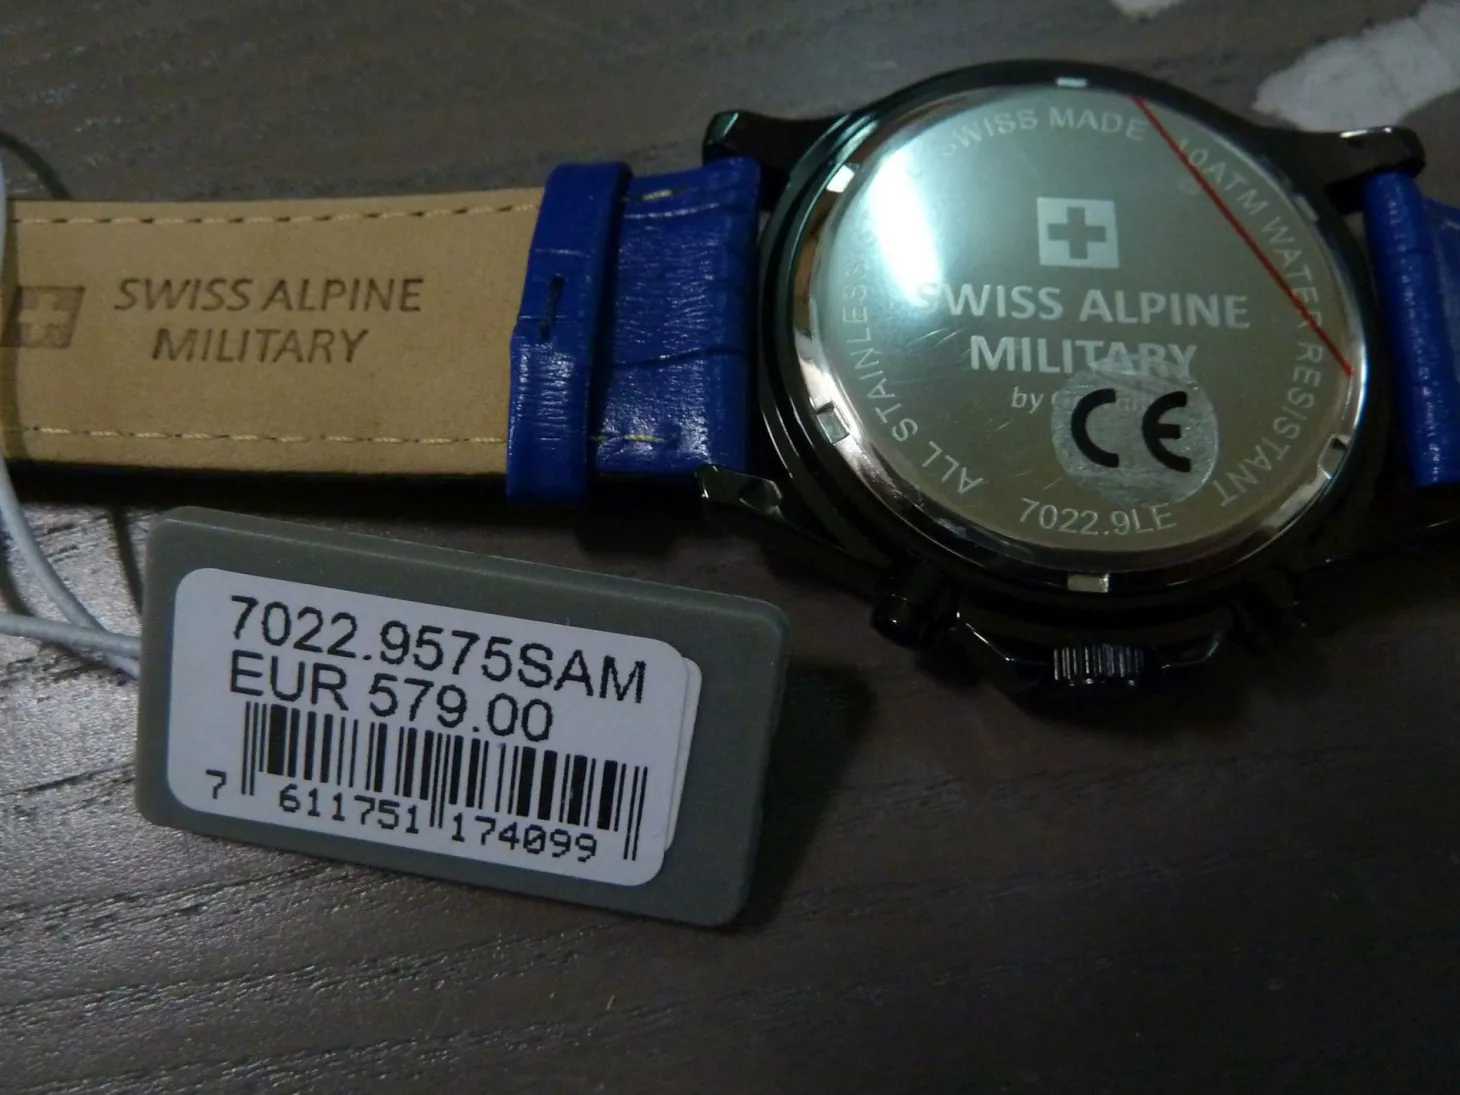 SWISS ALPINE
MILITARY
SWISS MADE
10ATM WATER RESISTANT
SWISS ALPINE
MILITARY
by
CE
ALL STAINLESS
7022.9LE
7022.9575SAM
EUR 579.00
7 611751 174099